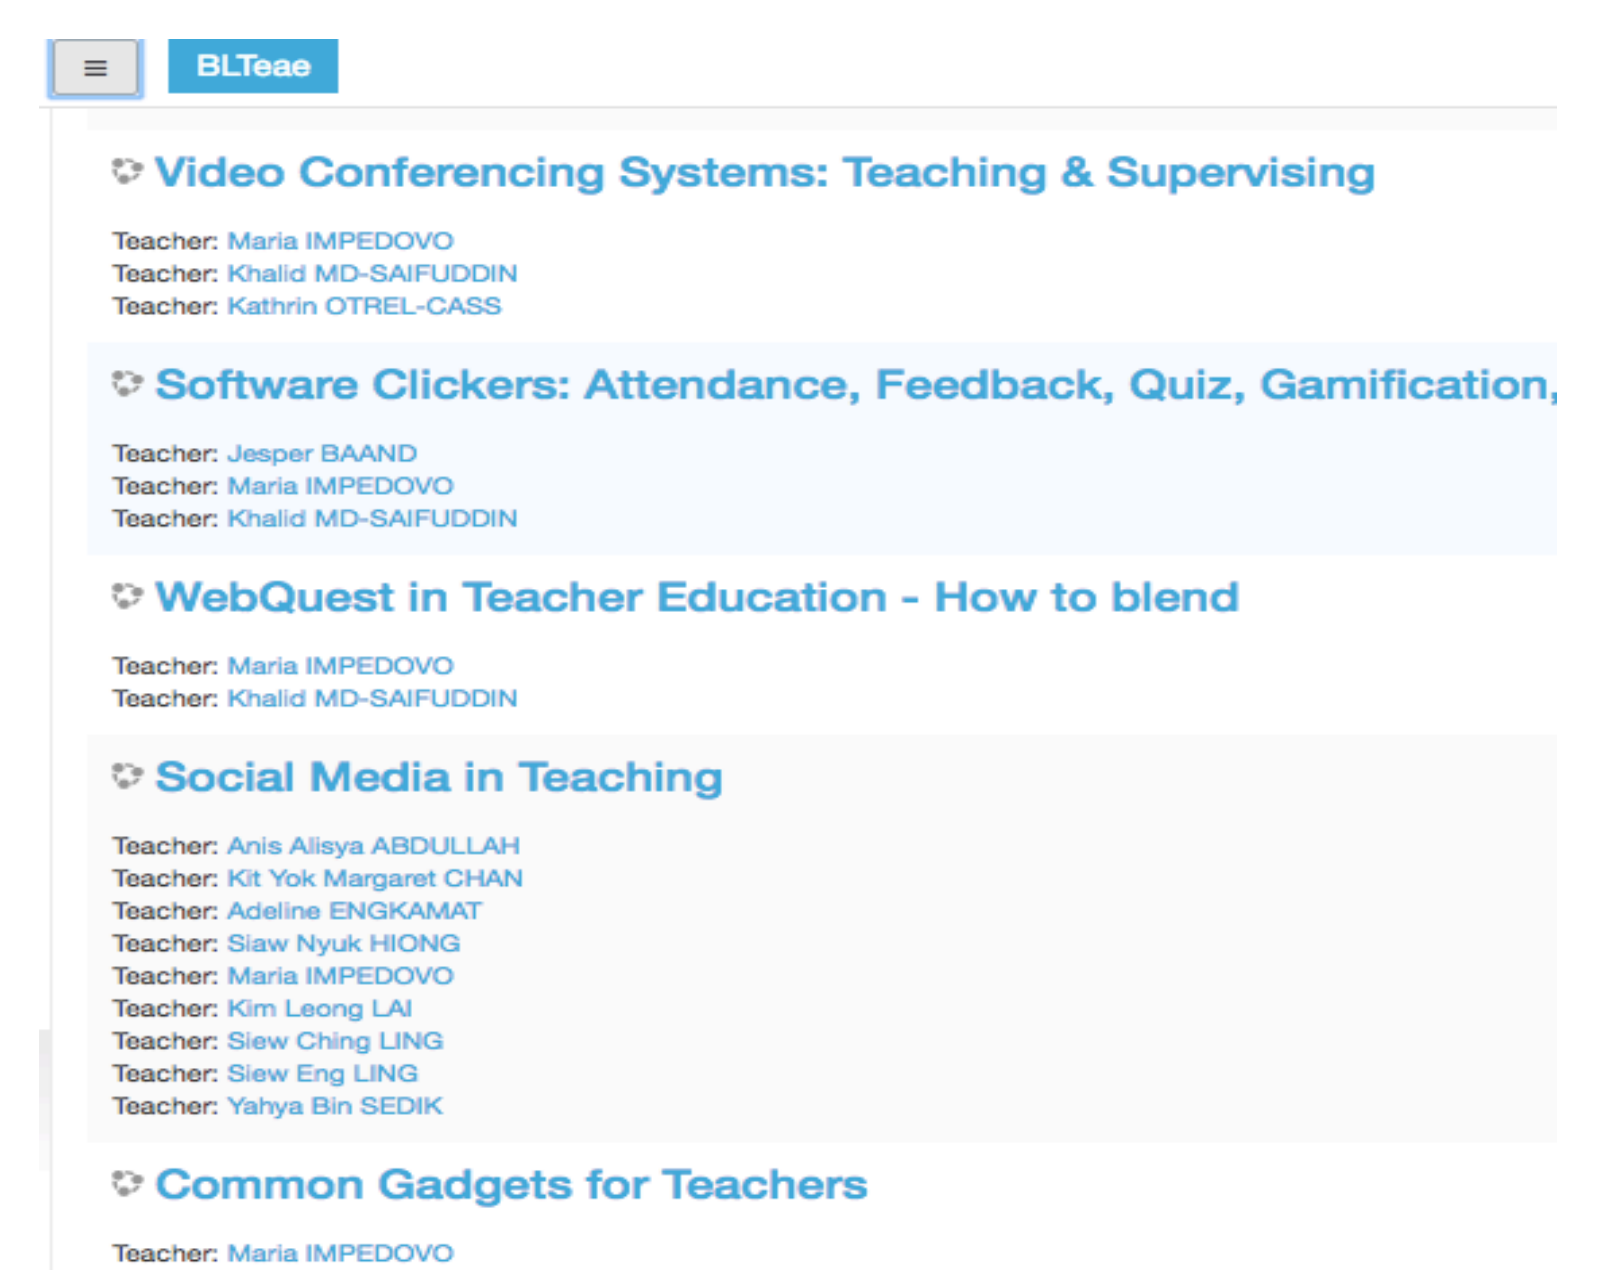 BLTeae
Video Conferencing Systems: Teaching & Supervising
Teacher: Maria IMPEDOVO
Teacher: Khalid MD-SAIFUDDIN
Teacher: Kathrin OTREL-CASS
Software Clickers: Attendance, Feedback, Quiz, Gamification,
Teacher: Jesper BAAND
Teacher: Maria IMPEDOVO
Teacher: Khalid MD-SAIFUDDIN
WebQuest in Teacher Education - How to blend
Teacher: Maria IMPEDOVO
Teacher: Khalid MD-SAIFUDDIN
Social Media in Teaching
Teacher: Anis Alisya ABDULLAH
Teacher: Kit Yok Margaret CHAN
Teacher: Adeline ENGKAMAT
Teacher: Siaw Nyuk HIONG
Teacher: Maria IMPEDOVO
Teacher: Kim Leong LAI
Teacher: Siew Ching LING
Teacher: Siew Eng LING
Teacher: Yahya Bin SEDIK
Common Gadgets for Teachers
Teacher: Maria IMPEDOVO